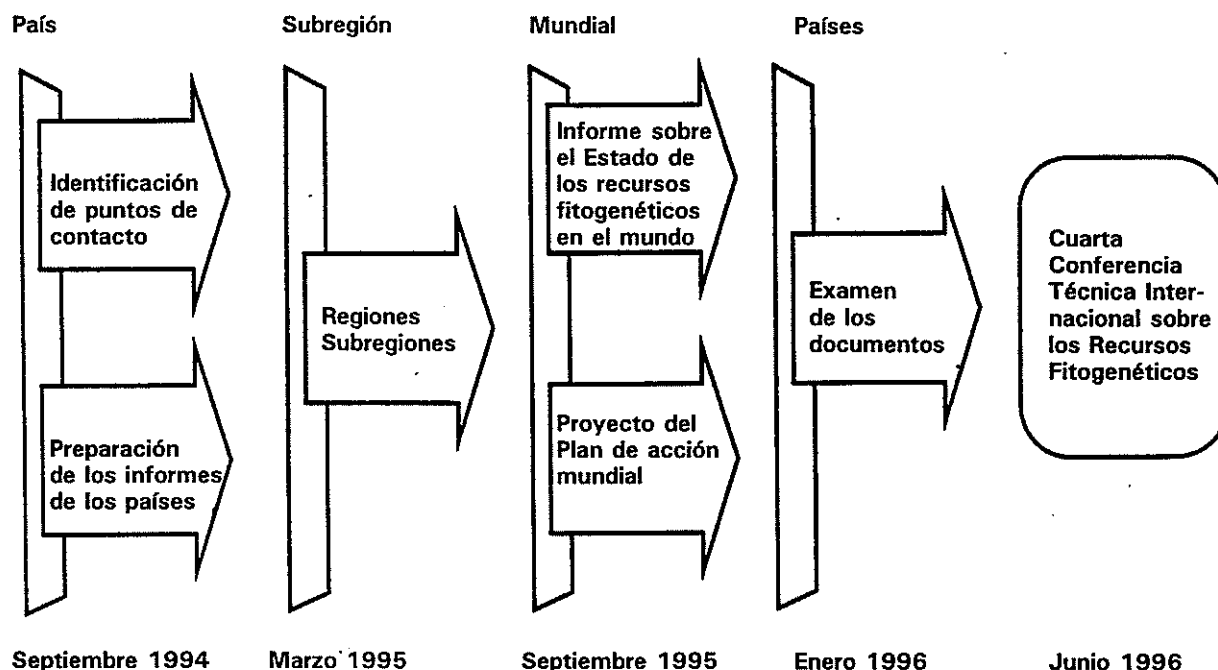 País
Subregión
Mundial
Países
Identificación
de puntos de
contacto
Preparación
de los informes
de los países
Regiones
Subregiones
Informe sobre
el Estado de
los recursos
fitogenéticos
en el mundo
Proyecto del
Plan de acción
mundial
Examen
de los
documentos
Cuarta
Conferencia
Técnica Inter-
nacional sobre
los Recursos
Fitogenéticos
Septiembre 1994
Marzo 1995
Septiembre 1995
Enero 1996
Junio 1996